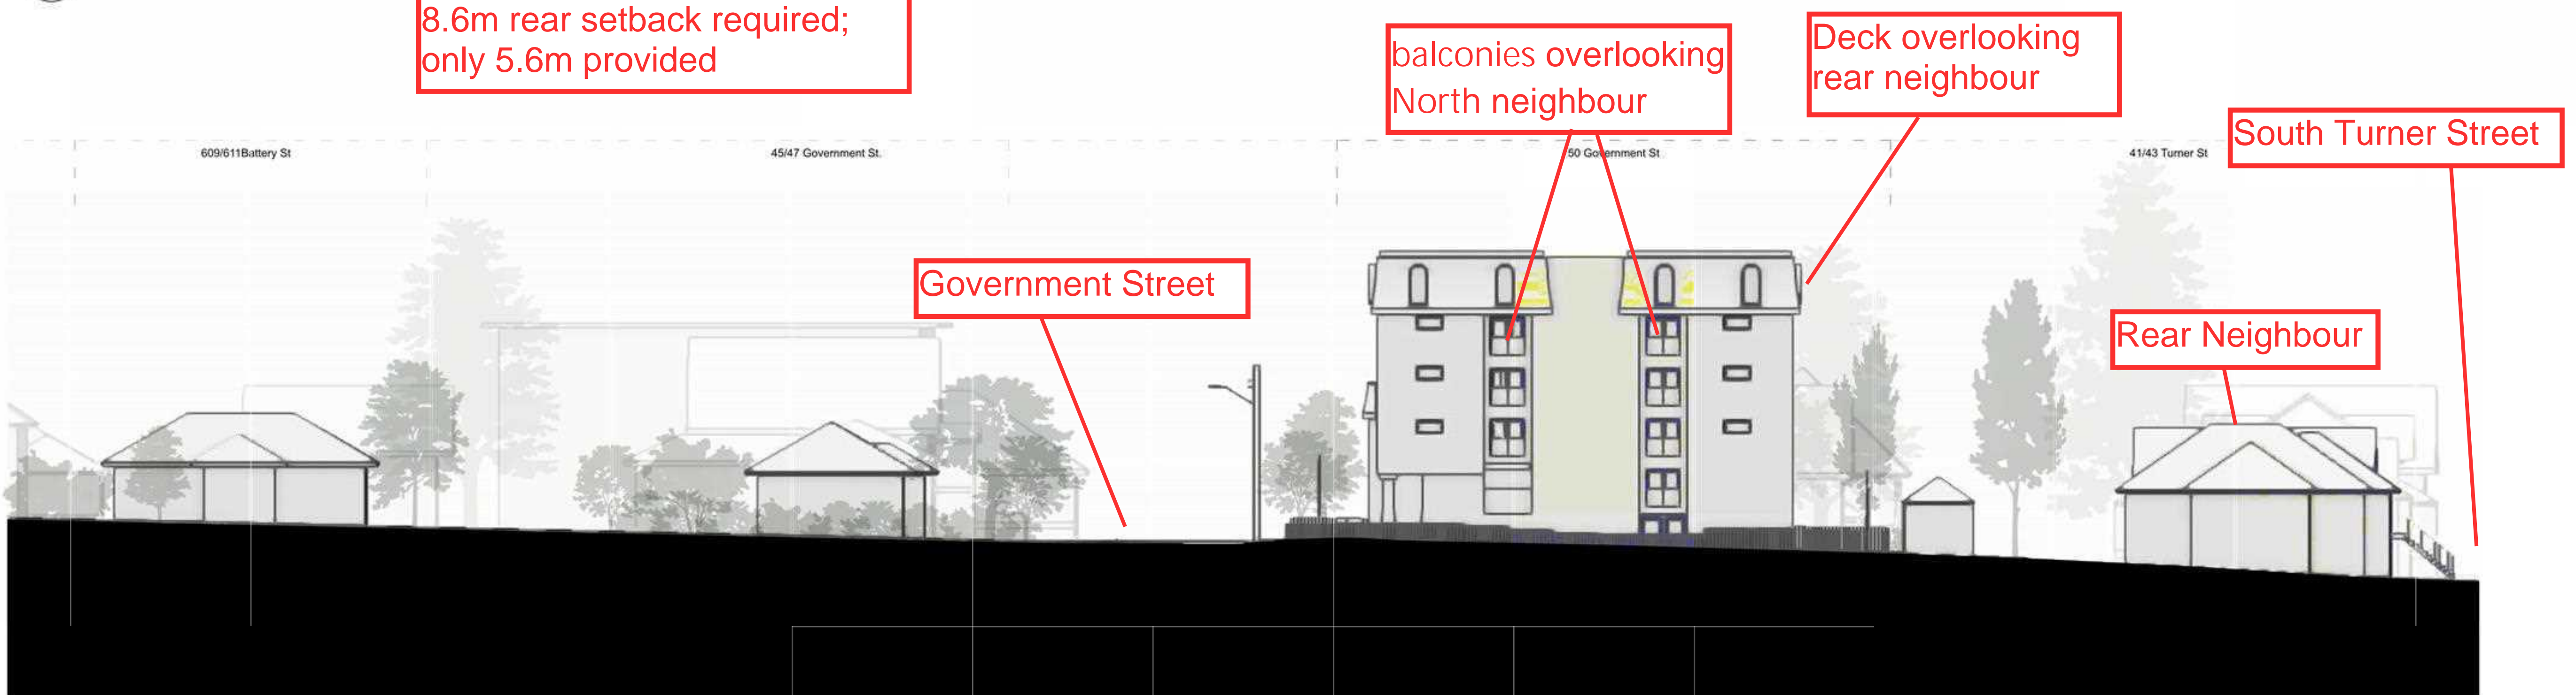 8.6m rear setback required;
only 5.6m provided
balconies overlooking
North neighbour
Deck overlooking
rear neighbour
South Turner Street
609/611Battery St
45/47 Government St.
50 Government St
41/43 Turner St
Government Street
Rear Neighbour